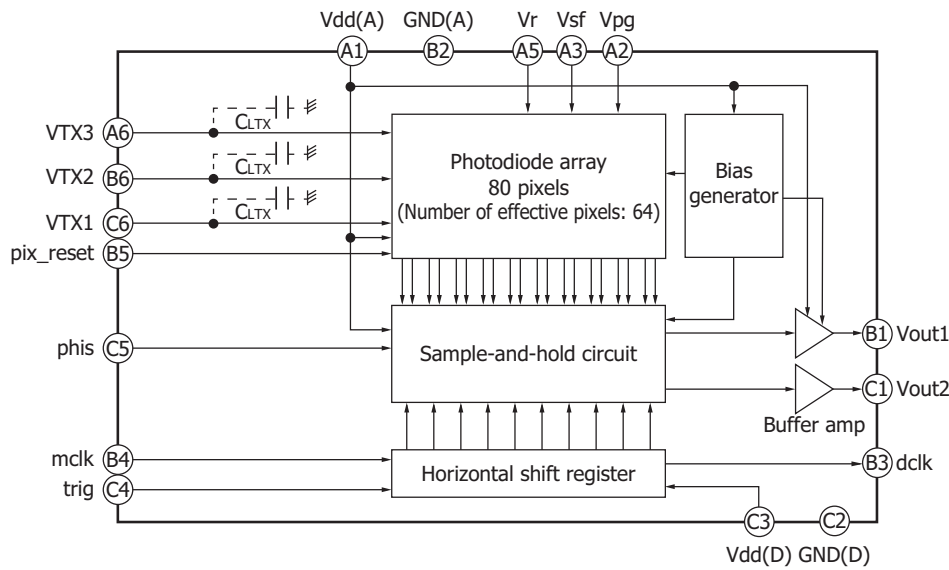 Vdd(A) GND(A) Vr Vsf Vpg
A1 B2 A5 A3 A2
CLTX
VTX3 A6
CLTX
VTX2 B6
CLTX
VTX1 C6
pix_reset B5
Photodiode array
80 pixels
(Number of effective pixels: 64)
Bias
generator
phis C5
Sample-and-hold circuit
B1 Vout1
C1 Vout2
Buffer amp
mclk B4
trig C4
Horizontal shift register
B3 dclk
C3 C2
Vdd(D) GND(D)